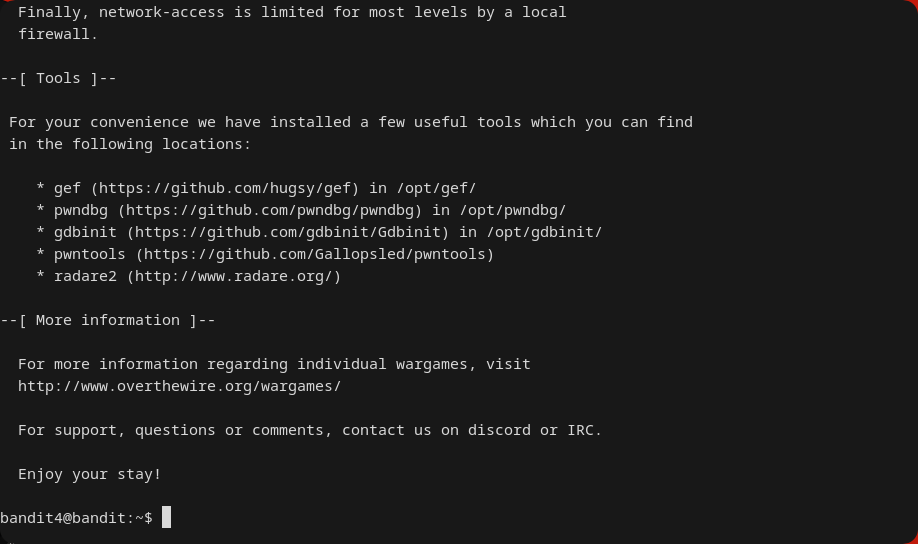 Finally, network-access is limited for most levels by a local
firewall.
--[ Tools ]--
For your convenience we have installed a few useful tools which you can find
in the following locations:
* gef (https://github.com/hugsy/gef) in /opt/gef/
* pwndbg (https://github.com/pwndbg/pwndbg) in /opt/pwndbg/
* gdbinit (https://github.com/gdbinit/Gdbinit) in /opt/gdbinit/
* pwntools (https://github.com/Gallopsled/pwntools)
* radare2 (http://www.radare.org/)
--[ More information ]--
For more information regarding individual wargames, visit
http://www.overthewire.org/wargames/
For support, questions or comments, contact us on discord or IRC.
Enjoy your stay!
bandit4@bandit:~$